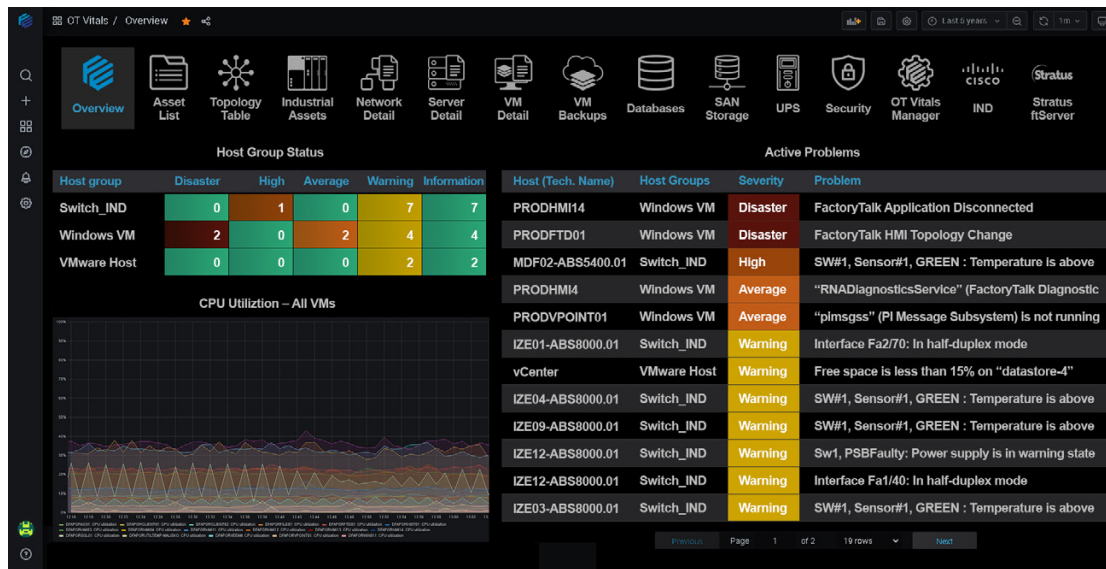 OT Vitals / Overview
Last 5 years
1m
Overview
Asset List
Topology Table
Industrial Assets
Network Detail
Server Detail
VM Detail
VM Backups
Databases
SAN Storage
UPS
Security
OT Vitals Manager
CISCO
IND
Stratus
Stratus ftServer
Host Group Status
Host group Disaster High Average Warning Information
Switch_IND 0 1 0 7 7
Windows VM 2 0 2 4 4
VMware Host 0 0 0 2 2
CPU Utiliztion – All VMs
Active Problems
Host (Tech. Name) Host Groups Severity Problem
PRODHMI14 Windows VM Disaster FactoryTalk Application Disconnected
PRODFTD01 Windows VM Disaster FactoryTalk HMI Topology Change
MDF02-ABS5400.01 Switch_IND High SW#1, Sensor#1, GREEN : Temperature is above
PRODHMI4 Windows VM Average “RNADiagnosticsService” (FactoryTalk Diagnostic
PRODVPOINT01 Windows VM Average “pimsgss” (PI Message Subsystem) is not running
IZE01-ABS8000.01 Switch_IND Warning Interface Fa2/70: In half-duplex mode
vCenter VMware Host Warning Free space is less than 15% on “datastore-4”
IZE04-ABS8000.01 Switch_IND Warning SW#1, Sensor#1, GREEN : Temperature is above
IZE09-ABS8000.01 Switch_IND Warning SW#1, Sensor#1, GREEN : Temperature is above
IZE12-ABS8000.01 Switch_IND Warning Sw1, PSBFaulty: Power supply is in warning state
IZE12-ABS8000.01 Switch_IND Warning Interface Fa1/40: In half-duplex mode
IZE03-ABS8000.01 Switch_IND Warning SW#1, Sensor#1, GREEN : Temperature is above
Previous Page 1 of 2 19 rows Next